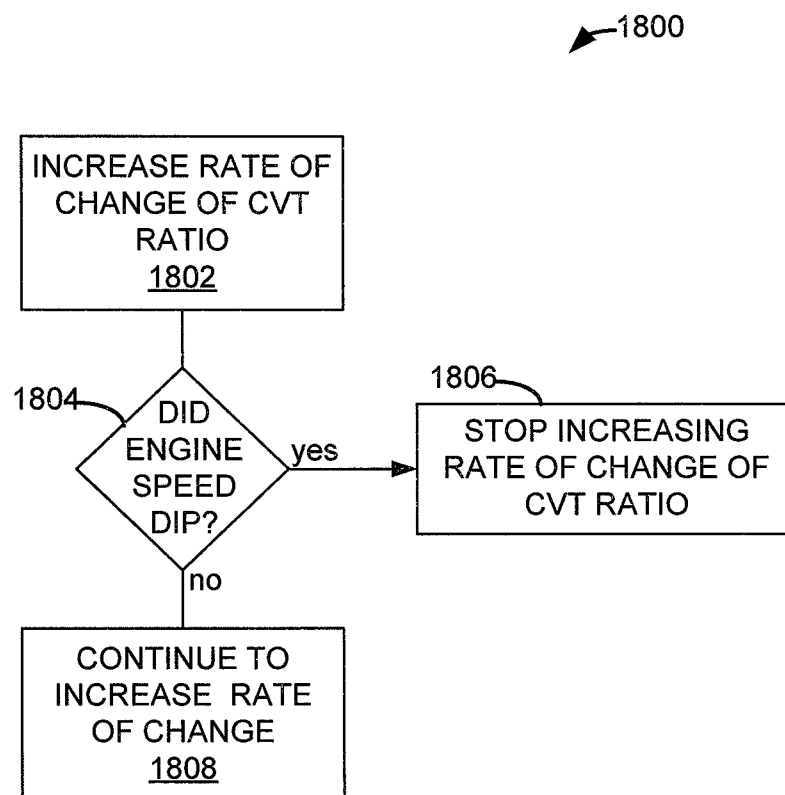 1800
INCREASE RATE OF
CHANGE OF CVT
RATIO
1802
1804
DID
ENGINE
SPEED
DIP?
yes
1806
STOP INCREASING
RATE OF CHANGE OF
CVT RATIO
no
CONTINUE TO
INCREASE RATE
OF CHANGE
1808